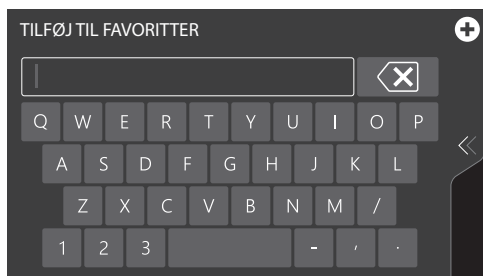 TILFØJ TIL FAVORITTER
Q W E R T Y U I O P
A S D F G H J K L
Z X C V B N M /
1 2 3 - , .